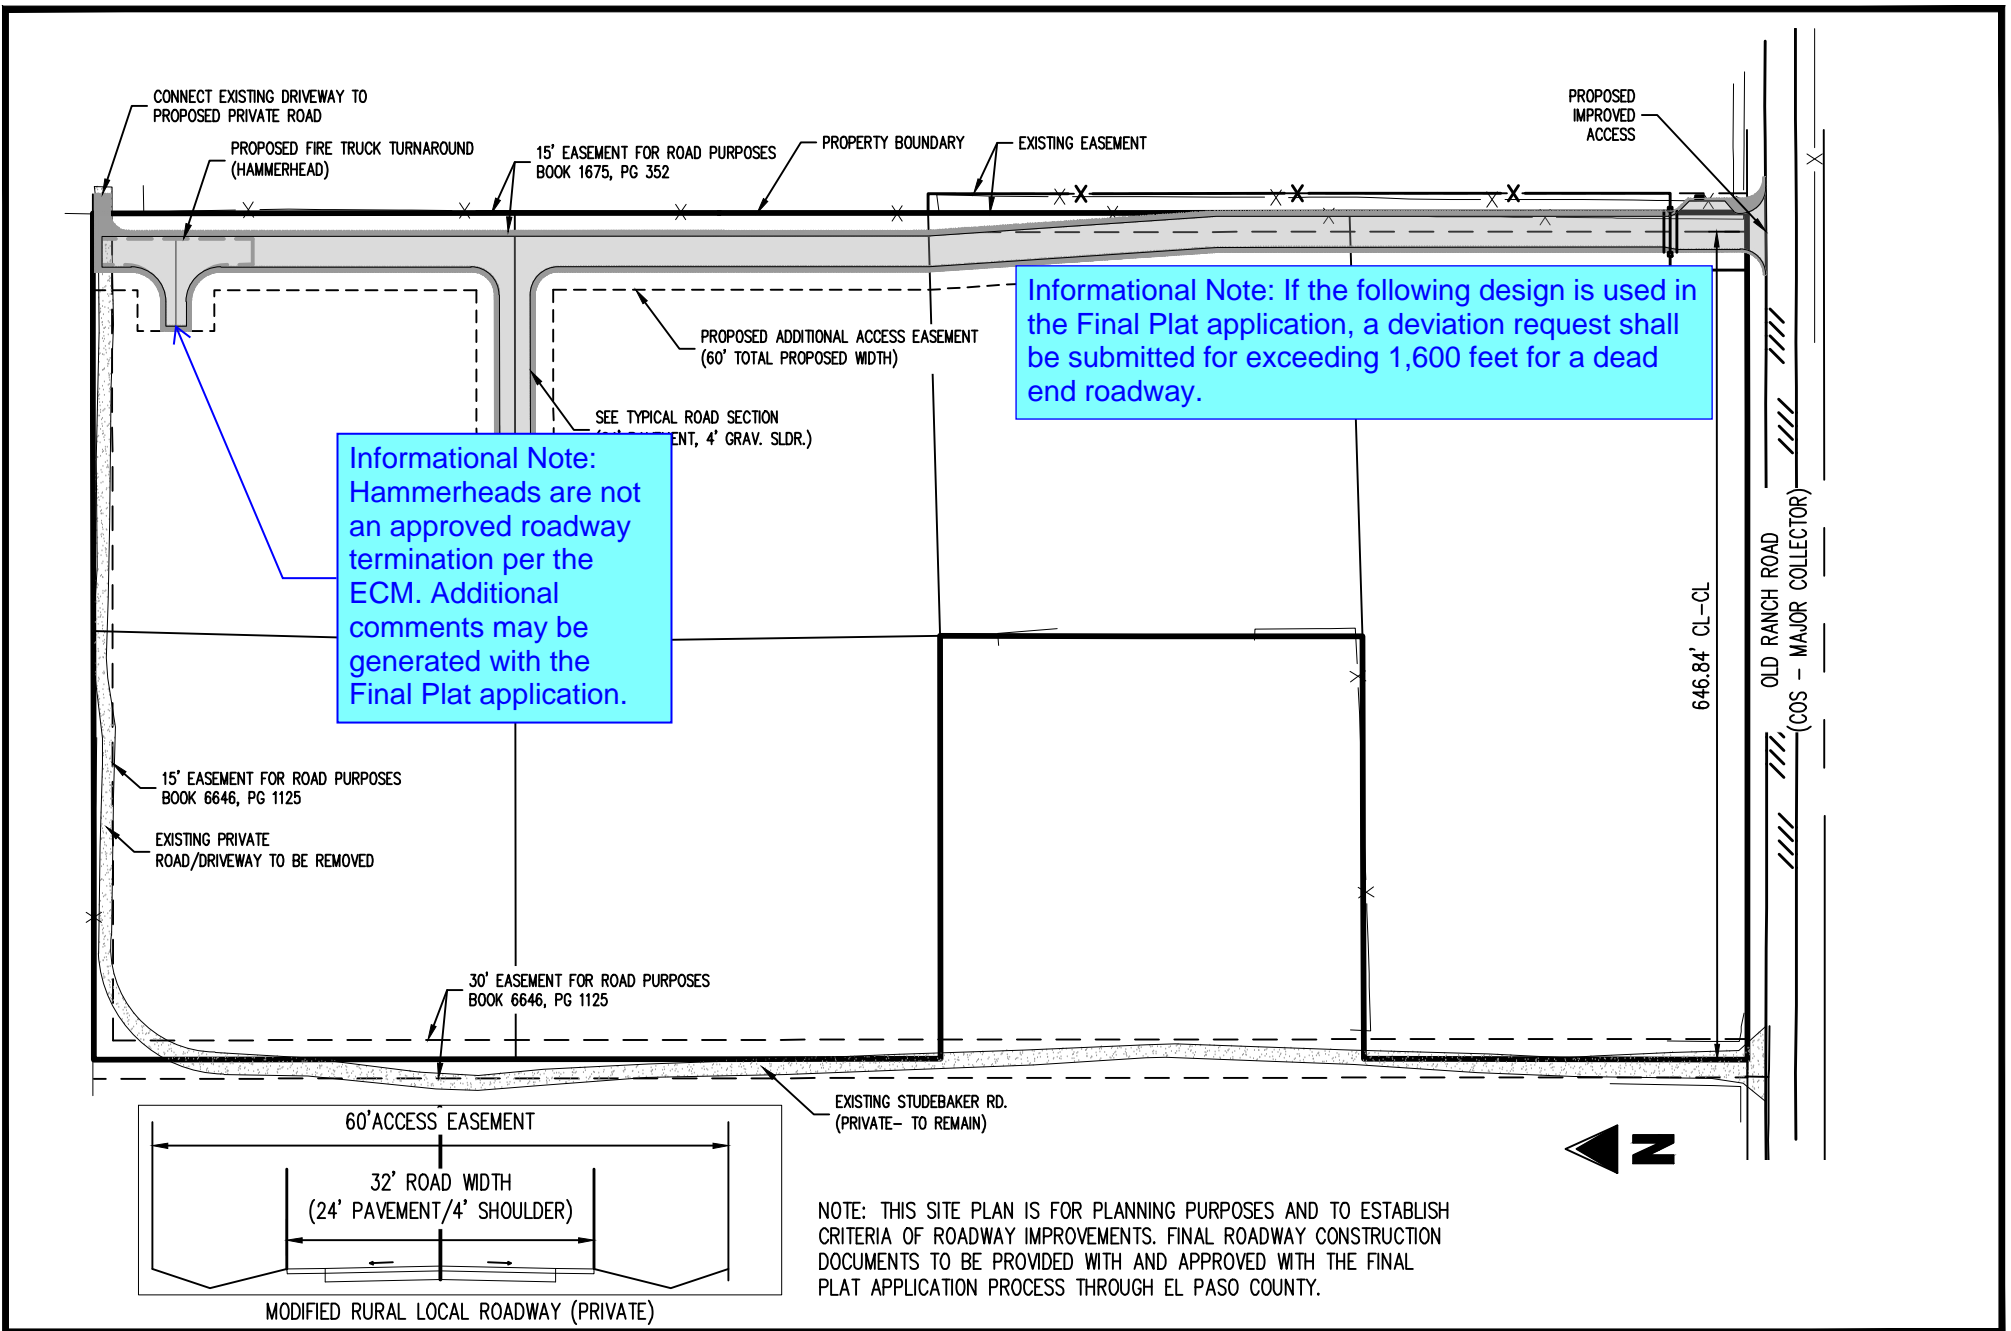 CONNECT EXISTING DRIVEWAY TO
PROPOSED PRIVATE ROAD
PROPOSED FIRE TRUCK TURNAROUND
(HAMMERHEAD)
15' EASEMENT FOR ROAD PURPOSES
BOOK 1675, PG 352
PROPERTY BOUNDARY
EXISTING EASEMENT
PROPOSED
IMPROVED
ACCESS
Informational Note: If the following design is used in
the Final Plat application, a deviation request shall
be submitted for exceeding 1,600 feet for a dead
end roadway.
PROPOSED ADDITIONAL ACCESS EASEMENT
(60' TOTAL PROPOSED WIDTH)
SEE TYPICAL ROAD SECTION
4' GRAV. SLDR.)
Informational Note:
Hammerheads are not
an approved roadway
termination per the
ECM. Additional
comments may be
generated with the
Final Plat application.
646.84' CL-CL
OLD RANCH ROAD
(COS - MAJOR COLLECTOR)
15' EASEMENT FOR ROAD PURPOSES
BOOK 6646, PG 1125
EXISTING PRIVATE
ROAD/DRIVEWAY TO BE REMOVED
30' EASEMENT FOR ROAD PURPOSES
BOOK 6646, PG 1125
EXISTING STUDEBAKER RD.
(PRIVATE- TO REMAIN)
N
60'ACCESS EASEMENT
32' ROAD WIDTH
(24' PAVEMENT/4' SHOULDER)
MODIFIED RURAL LOCAL ROADWAY (PRIVATE)
NOTE: THIS SITE PLAN IS FOR PLANNING PURPOSES AND TO ESTABLISH
CRITERIA OF ROADWAY IMPROVEMENTS. FINAL ROADWAY CONSTRUCTION
DOCUMENTS TO BE PROVIDED WITH AND APPROVED WITH THE FINAL
PLAT APPLICATION PROCESS THROUGH EL PASO COUNTY.